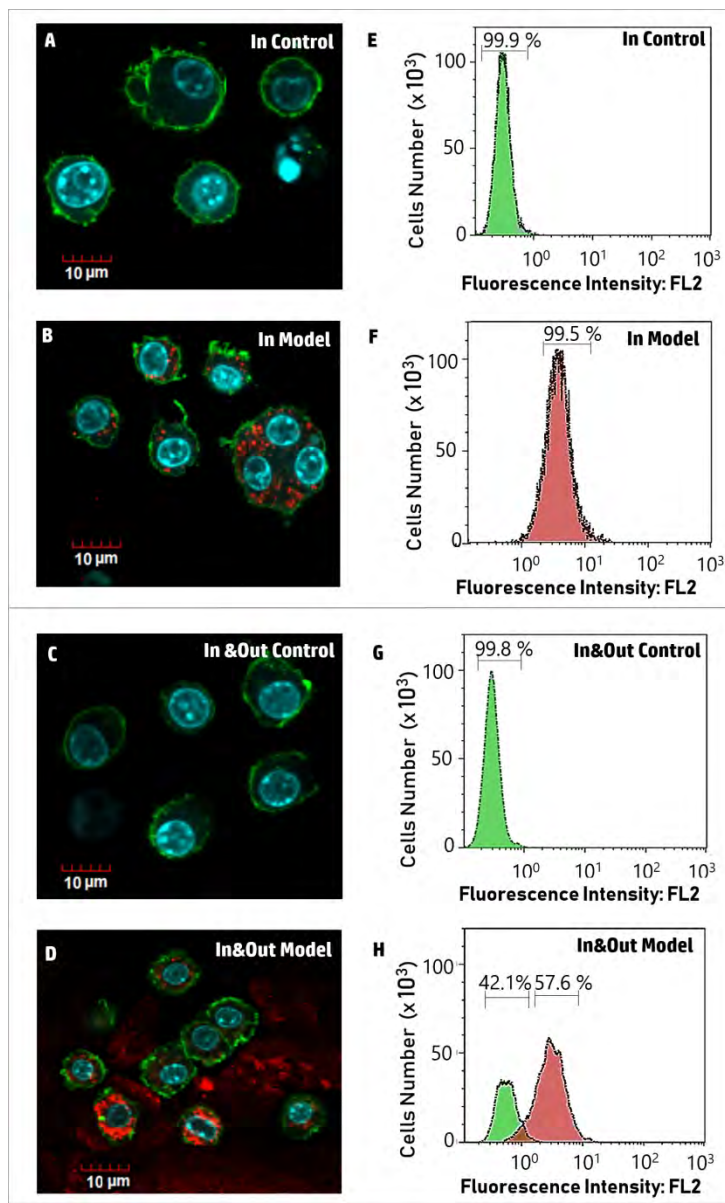 A
In Control
10 µm
E
99.9 %
In Control
Cells Number (x 10³)
100
50
0
10⁰
10¹
10²
10³
Fluorescence Intensity: FL2
B
In Model
10 µm
F
99.5 %
In Model
Cells Number (x 10³)
100
50
0
10⁰
10¹
10²
10³
Fluorescence Intensity: FL2
C
In &Out Control
10 µm
G
99.8 %
In&Out Control
Cells Number (x 10³)
100
50
0
10⁰
10¹
10²
10³
Fluorescence Intensity: FL2
D
In&Out Model
10 µm
H
In&Out Model
42.1% 57.6 %
Cells Number (x 10³)
100
50
0
10⁰
10¹
10²
10³
Fluorescence Intensity: FL2